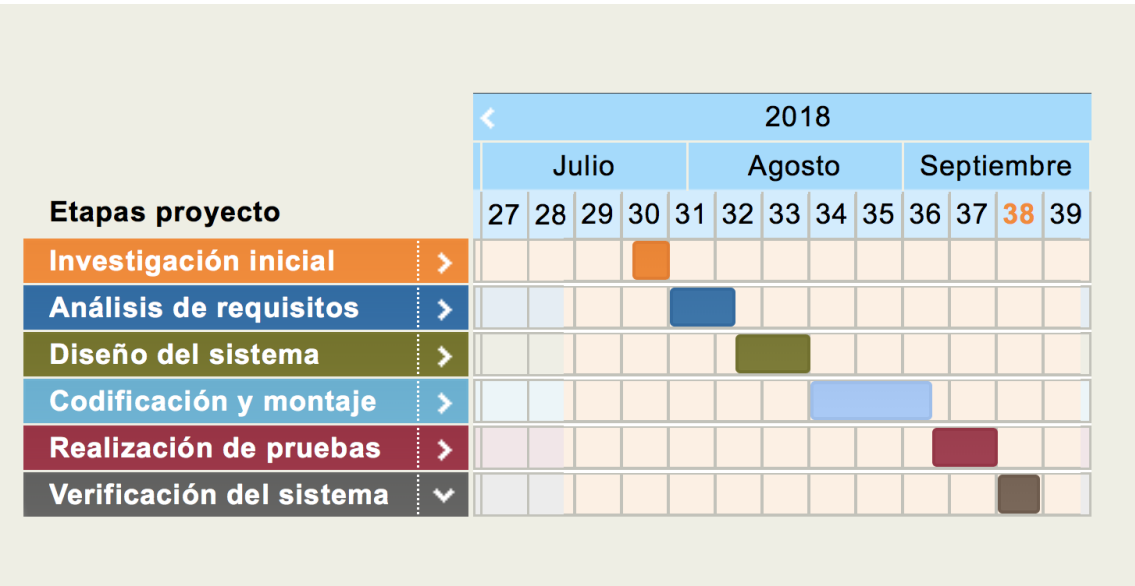 2018
Julio Agosto Septiembre
Etapas proyecto 27 28 29 30 31 32 33 34 35 36 37 38 39
Investigación inicial
Análisis de requisitos
Diseño del sistema
Codificación y montaje
Realización de pruebas
Verificación del sistema